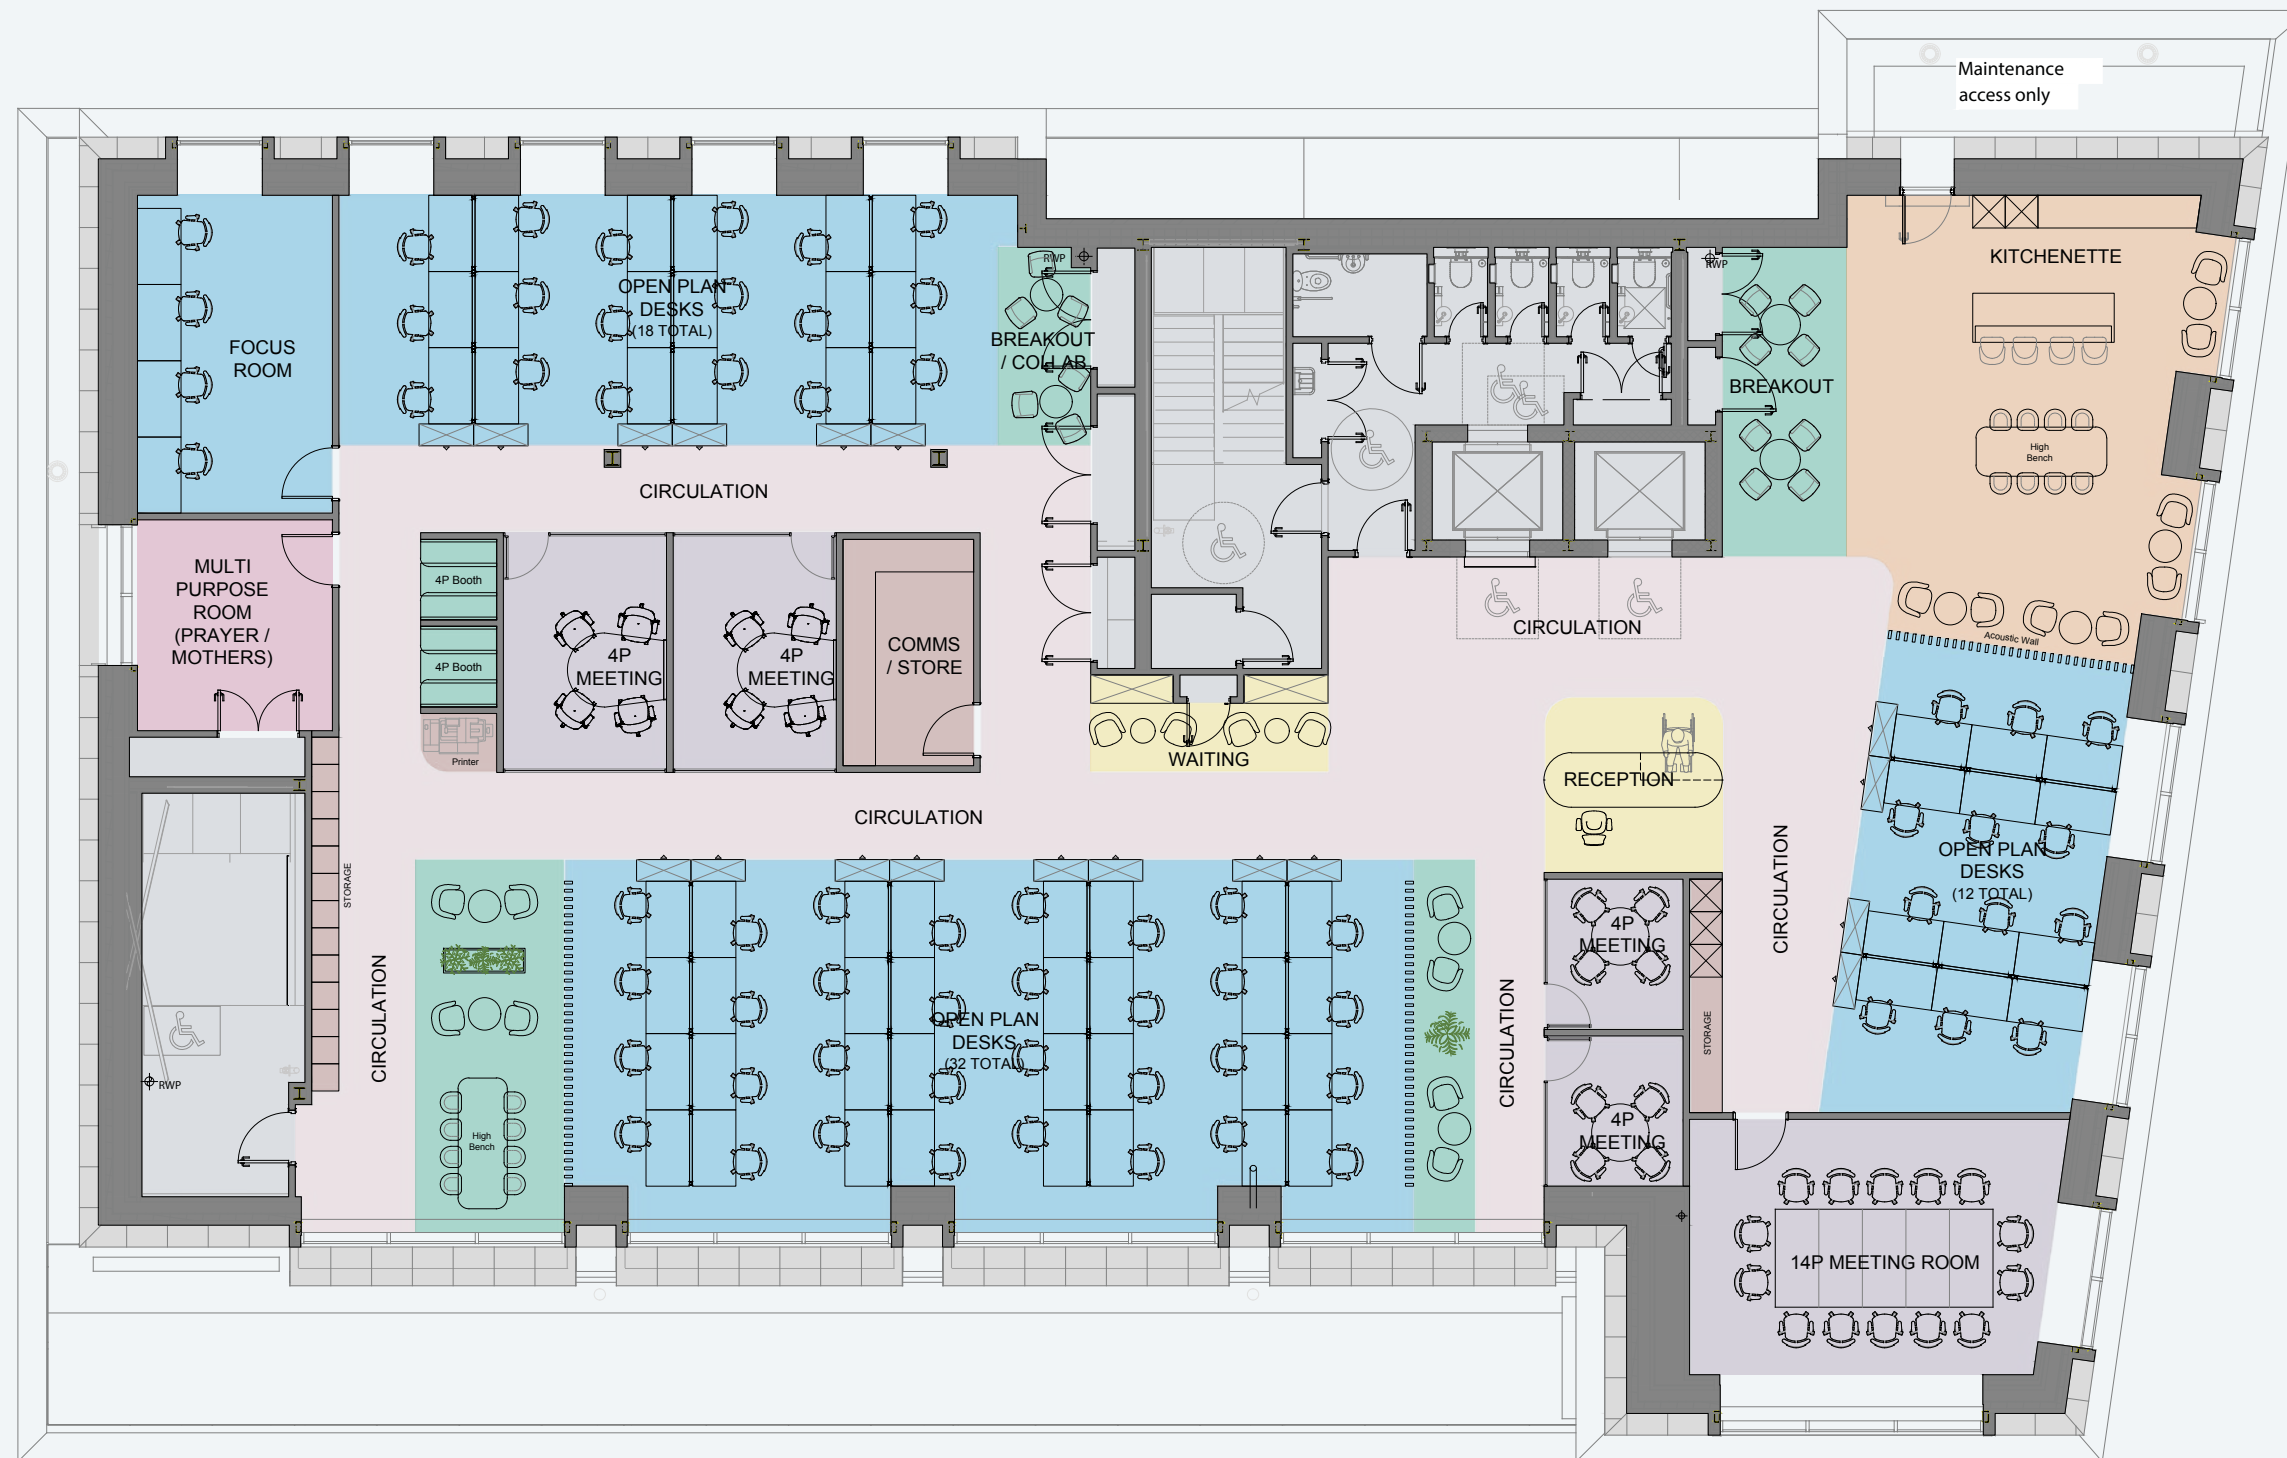 Maintenance
access only
KITCHENETTE
RWP
RWP
OPEN PLAN
DESKS
(18 TOTAL)
FOCUS
ROOM
BREAKOUT
/ COLLAB
BREAKOUT
High
Bench
CIRCULATION
MULTI
PURPOSE
ROOM
(PRAYER /
MOTHERS)
4P Booth
4P Booth
4P
MEETING
4P
MEETING
COMMS
/ STORE
CIRCULATION
Acoustic Wall
Printer
WAITING
RECEPTION
CIRCULATION
STORAGE
CIRCULATION
OPEN PLAN
DESKS
(12 TOTAL)
CIRCULATION
4P
MEETING
OPEN PLAN
DESKS
(32 TOTAL)
CIRCULATION
STORAGE
RWP
High
Bench
4P
MEETING
14P MEETING ROOM